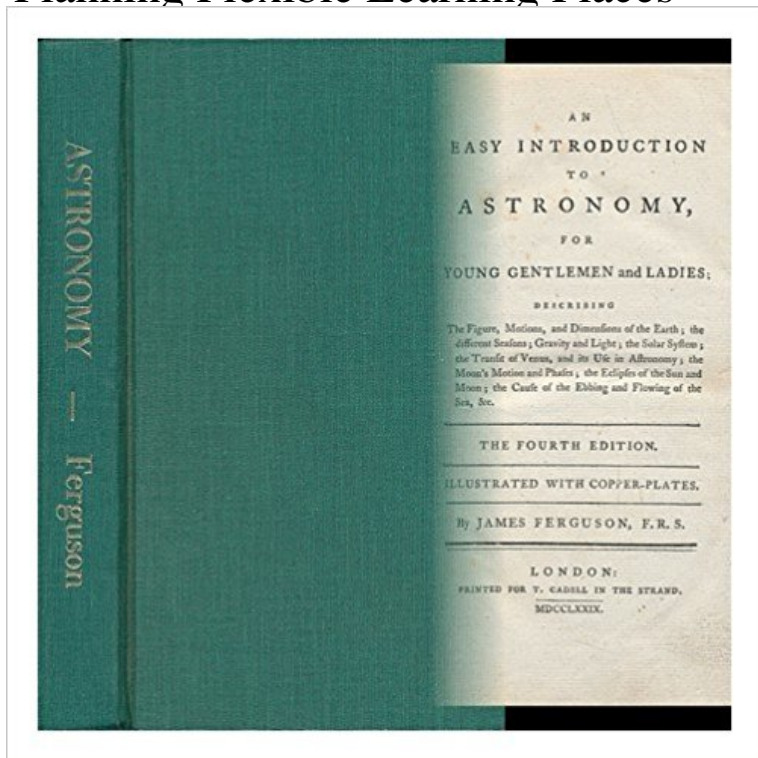 Planning Flexible Learning Places
ASTRONOMY — Ferguson
AN
EASY INTRODUCTION
TO
ASTRONOMY,
FOR
YOUNG GENTLEMEN and LADIES;
DESCRIBING
The Figure, Motions, and Dimenſions of the Earth; the
different Seaſons; Gravity and Light; the Solar Syſtem;
the Tranſit of Venus, and its Uſe in Aſtronomy; the
Moon's Motion and Phaſes; the Eclipſes of the Sun and
Moon; the Cauſe of the Ebbing and Flowing of the
Sea, &c.
THE FOURTH EDITION.
ILLUSTRATED WITH COPPER-PLATES.
By JAMES FERGUSON, F.R.S.
LONDON:
PRINTED FOR T. CADELL IN THE STRAND,
MDCCLXXIX.